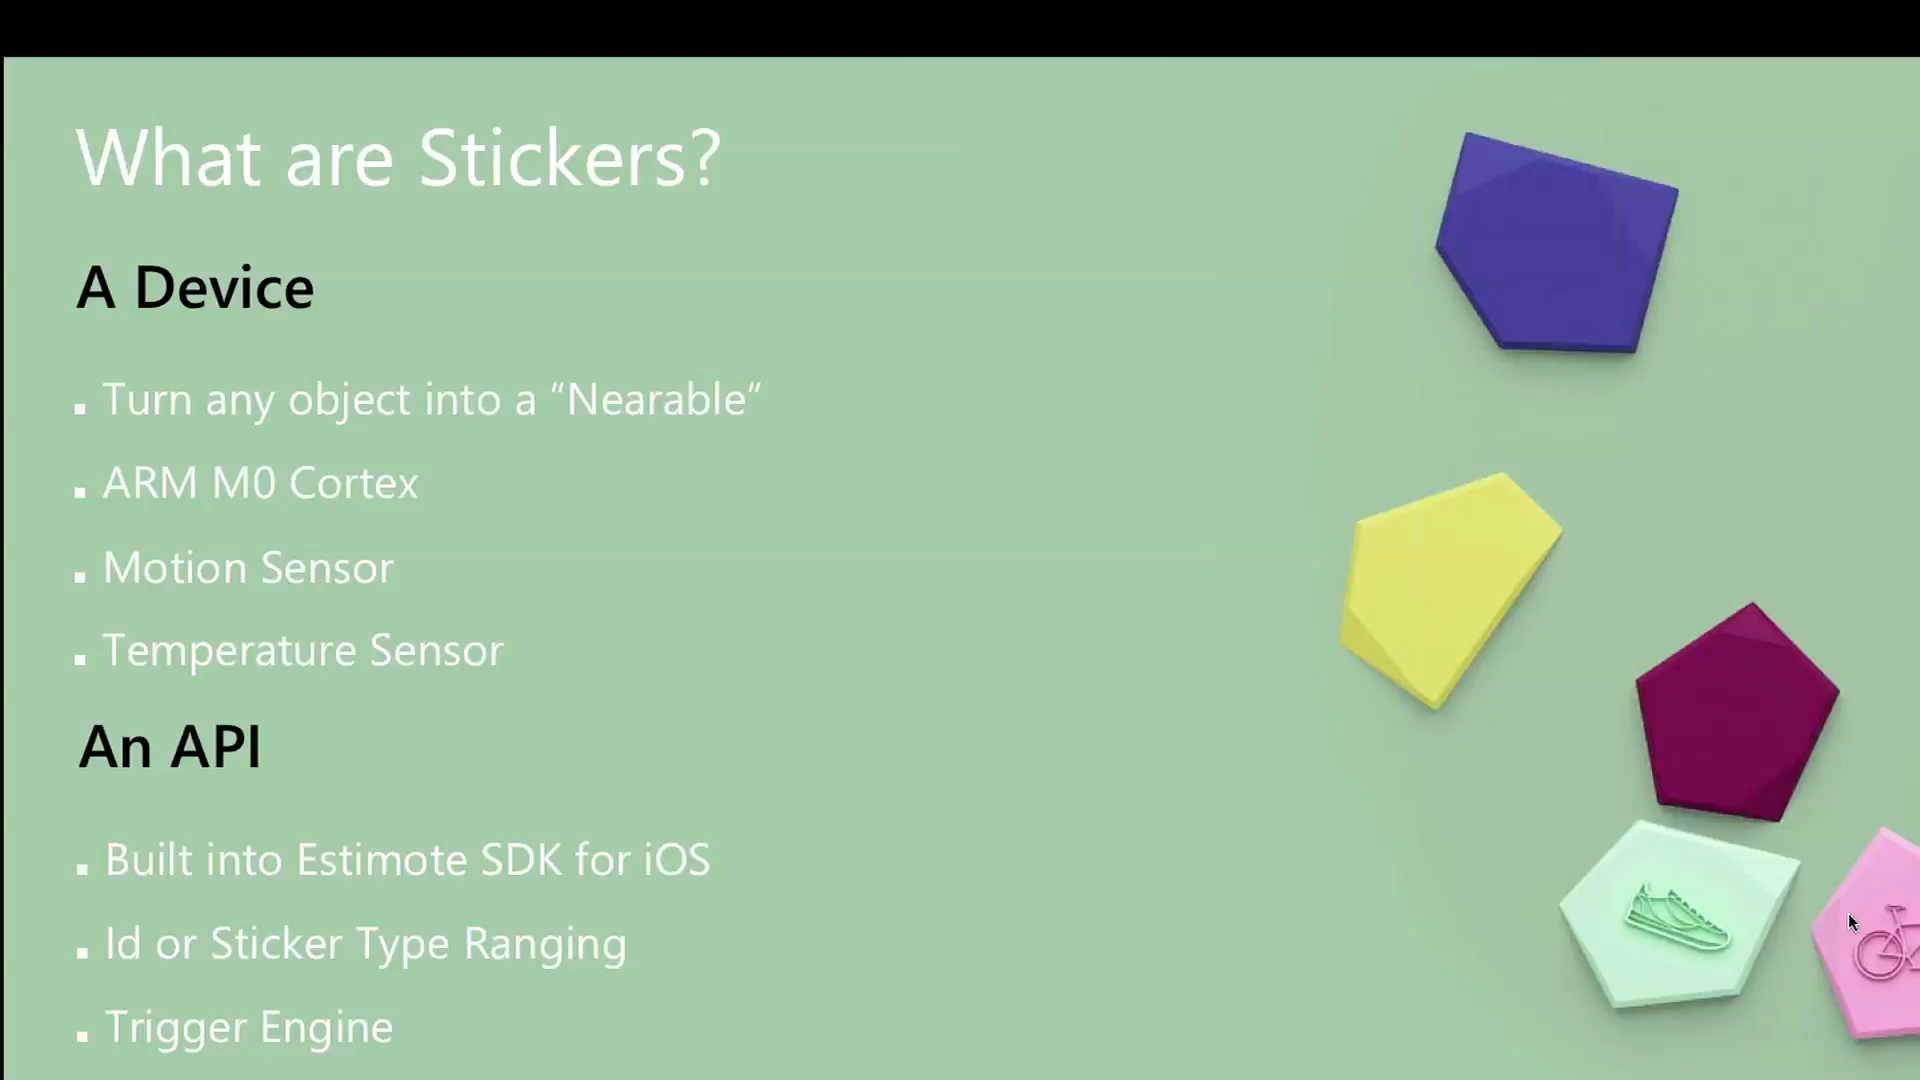 What are Stickers?
A Device
▪ Turn any object into a “Nearable”
▪ ARM M0 Cortex
▪ Motion Sensor
▪ Temperature Sensor
An API
▪ Built into Estimote SDK for iOS
▪ Id or Sticker Type Ranging
▪ Trigger Engine